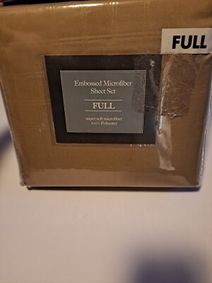 FULL
Embossed Microfiber
Sheet Set
FULL
super soft microfiber
100% Polyester